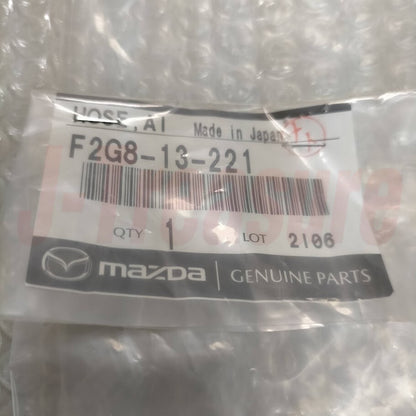 HOSE, AI Made in Japan
F2G8-13-221
QTY 1 LOT 2106
mazda GENUINE PARTS